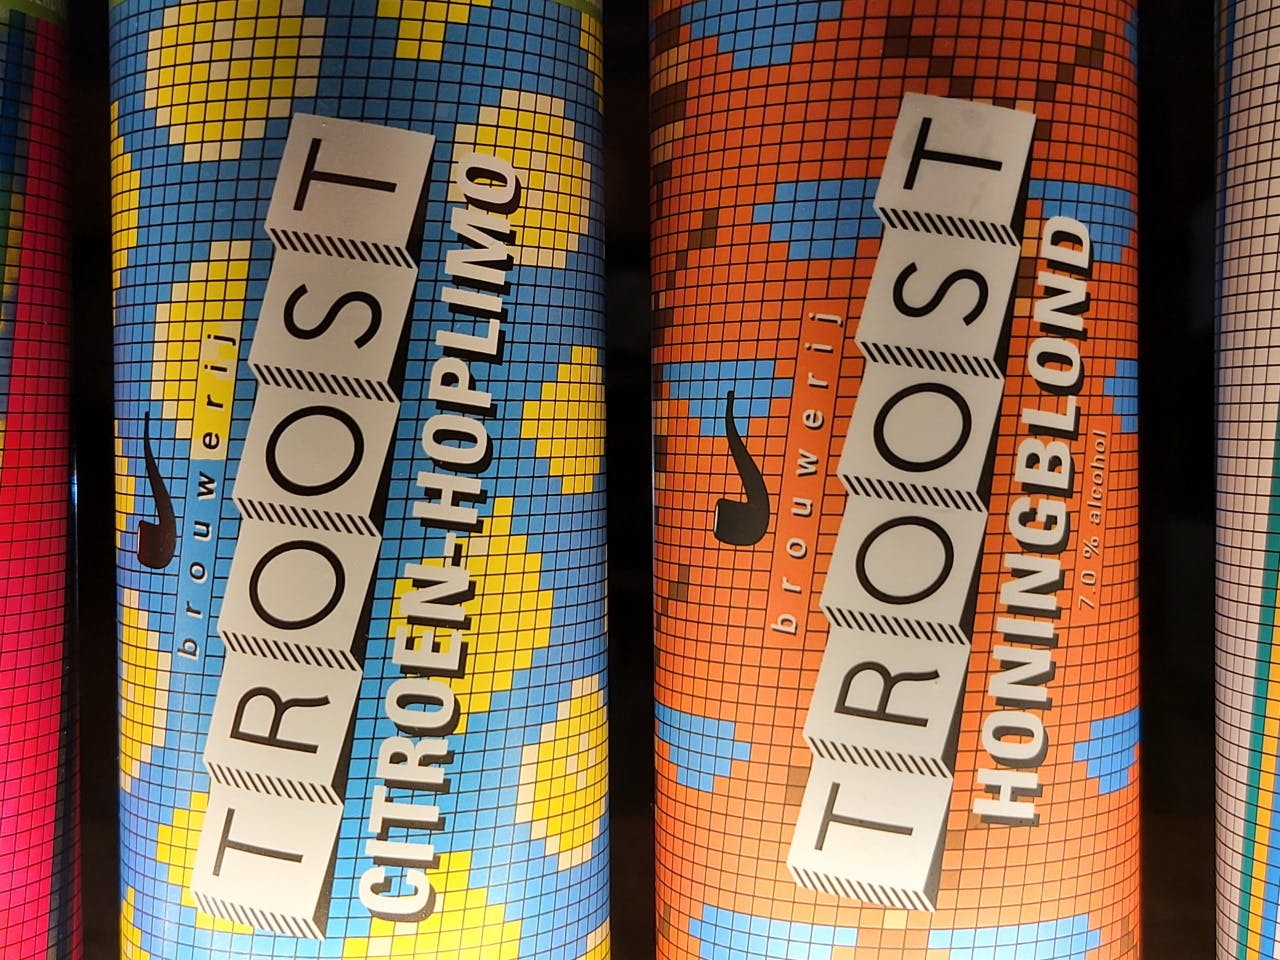 brouwerij
TROOST
CITROEN-HOPLIMO
brouwerij
TROOST
HONINGBLOND
7.0% alcohol